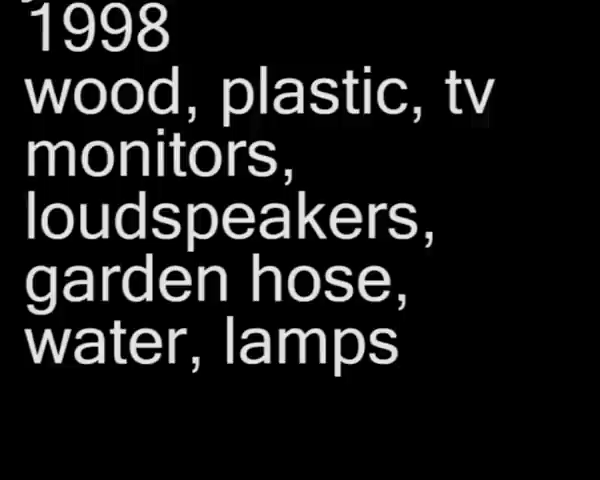 1998
wood, plastic, tv
monitors,
loudspeakers,
garden hose,
water, lamps